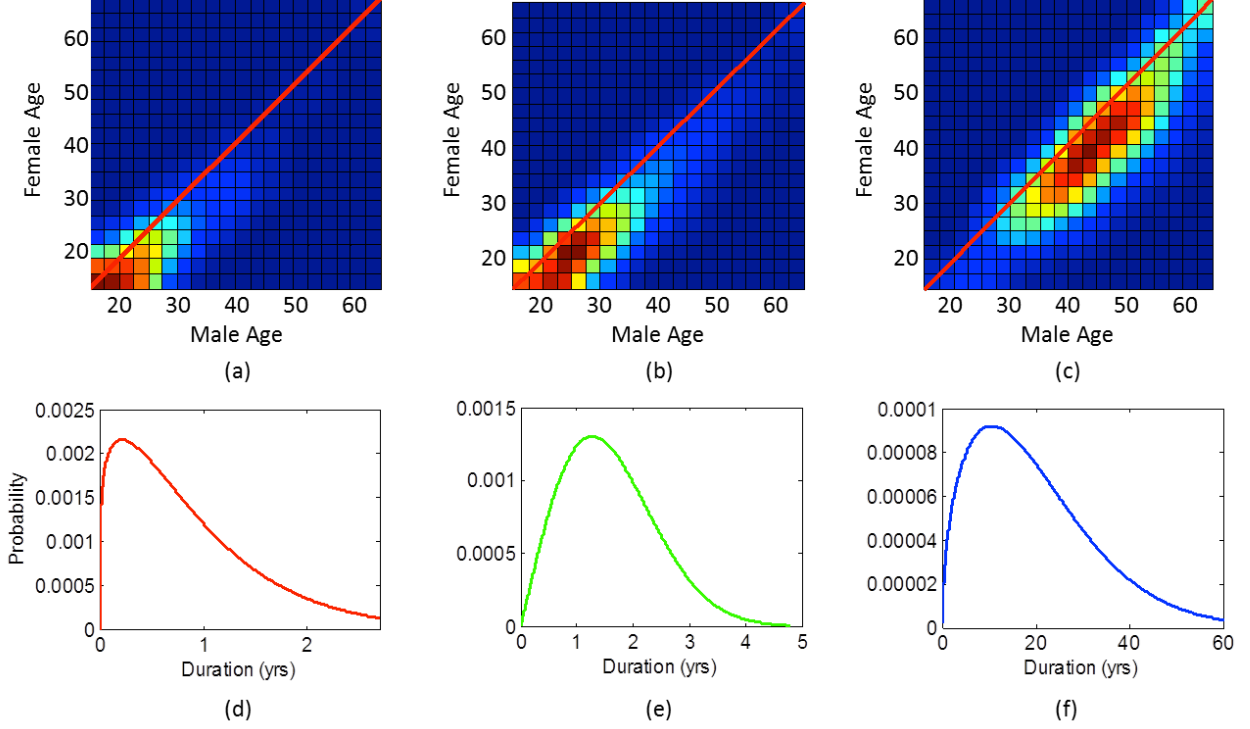 60
50
40
30
20
Female Age
20 30 40 50 60
Male Age
(a)
60
50
40
30
20
Female Age
20 30 40 50 60
Male Age
(b)
60
50
40
30
20
Female Age
20 30 40 50 60
Male Age
(c)
0.0025
0.002
0.0015
0.001
0.0005
0
Probability
1 2
Duration (yrs)
(d)
0.0015
0.001
0.0005
0
0 1 2 3 4 5
Duration (yrs)
(e)
0.0001
0.00008
0.00006
0.00004
0.00002
0
0 20 40 60
Duration (yrs)
(f)